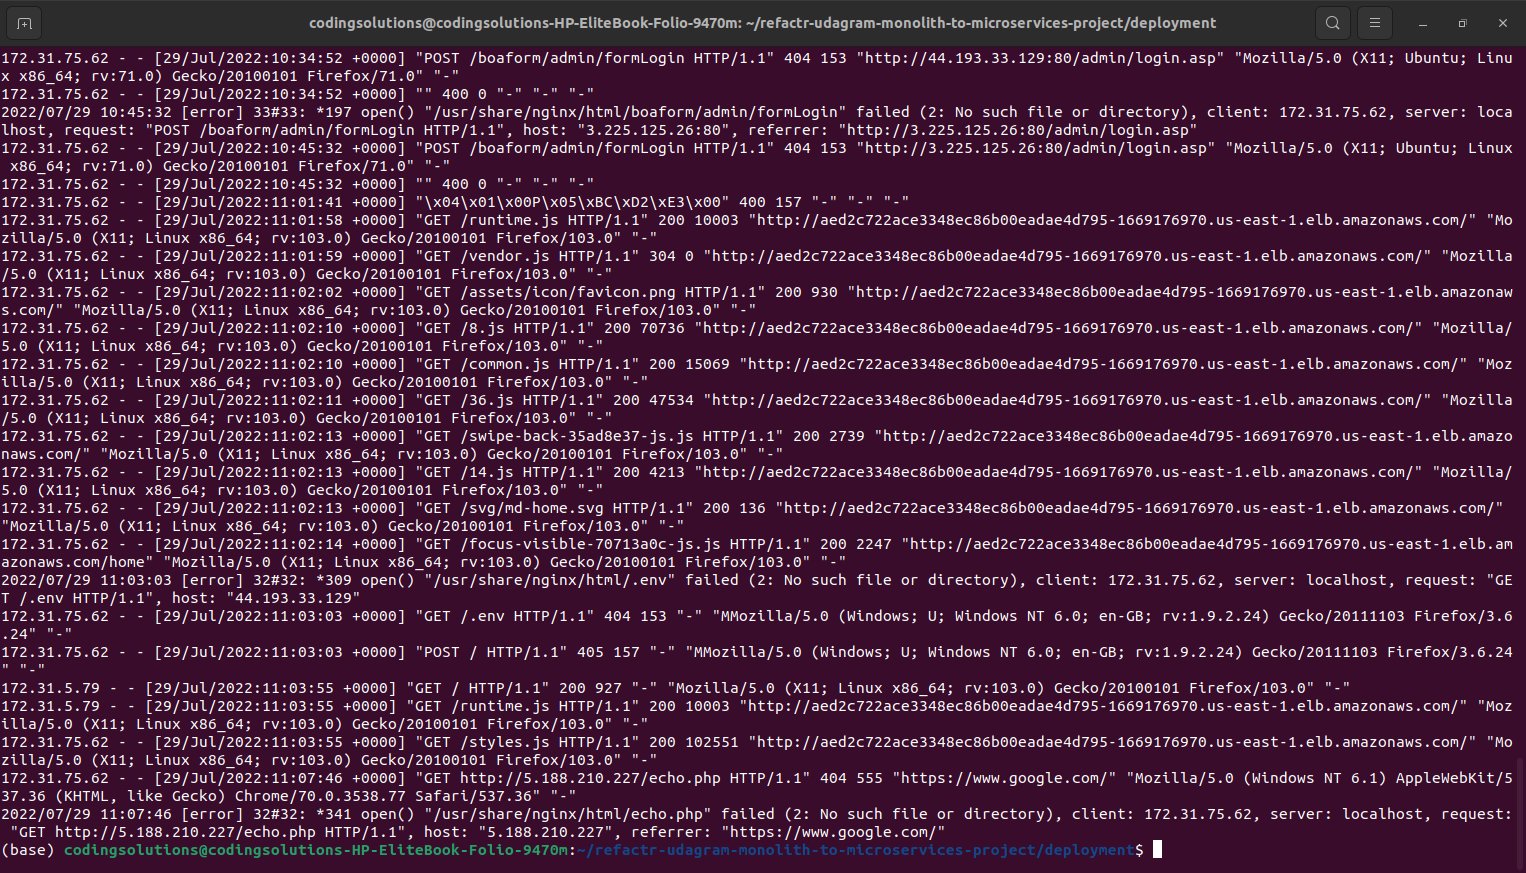 codingsolutions@codingsolutions-HP-EliteBook-Folio-9470m: ~/refactr-udagram-monolith-to-microservices-project/deployment
172.31.75.62 - - [29/Jul/2022:10:34:52 +0000] "POST /boaform/admin/formLogin HTTP/1.1" 404 153 "http://44.193.33.129:80/admin/login.asp" "Mozilla/5.0 (X11; Ubuntu; Linu
x x86_64; rv:71.0) Gecko/20100101 Firefox/71.0" "-"
172.31.75.62 - - [29/Jul/2022:10:34:52 +0000] "" 400 0 "-" "-" "-"
2022/07/29 10:45:32 [error] 33#33: *197 open() "/usr/share/nginx/html/boaform/admin/formLogin" failed (2: No such file or directory), client: 172.31.75.62, server: loca
lhost, request: "POST /boaform/admin/formLogin HTTP/1.1", host: "3.225.125.26:80", referrer: "http://3.225.125.26:80/admin/login.asp"
172.31.75.62 - - [29/Jul/2022:10:45:32 +0000] "POST /boaform/admin/formLogin HTTP/1.1" 404 153 "http://3.225.125.26:80/admin/login.asp" "Mozilla/5.0 (X11; Ubuntu; Linux
 x86_64; rv:71.0) Gecko/20100101 Firefox/71.0" "-"
172.31.75.62 - - [29/Jul/2022:10:45:32 +0000] "" 400 0 "-" "-" "-"
172.31.75.62 - - [29/Jul/2022:11:01:41 +0000] "\x04\x01\x00P\x05\xBC\xD2\xE3\x00" 400 157 "-" "-" "-"
172.31.75.62 - - [29/Jul/2022:11:01:58 +0000] "GET /runtime.js HTTP/1.1" 200 10003 "http://aed2c722ace3348ec86b00eadae4d795-1669176970.us-east-1.elb.amazonaws.com/" "Mo
zilla/5.0 (X11; Linux x86_64; rv:103.0) Gecko/20100101 Firefox/103.0" "-"
172.31.75.62 - - [29/Jul/2022:11:01:59 +0000] "GET /vendor.js HTTP/1.1" 304 0 "http://aed2c722ace3348ec86b00eadae4d795-1669176970.us-east-1.elb.amazonaws.com/" "Mozilla
/5.0 (X11; Linux x86_64; rv:103.0) Gecko/20100101 Firefox/103.0" "-"
172.31.75.62 - - [29/Jul/2022:11:02:02 +0000] "GET /assets/icon/favicon.png HTTP/1.1" 200 930 "http://aed2c722ace3348ec86b00eadae4d795-1669176970.us-east-1.elb.amazonaw
s.com/" "Mozilla/5.0 (X11; Linux x86_64; rv:103.0) Gecko/20100101 Firefox/103.0" "-"
172.31.75.62 - - [29/Jul/2022:11:02:10 +0000] "GET /8.js HTTP/1.1" 200 70736 "http://aed2c722ace3348ec86b00eadae4d795-1669176970.us-east-1.elb.amazonaws.com/" "Mozilla/
5.0 (X11; Linux x86_64; rv:103.0) Gecko/20100101 Firefox/103.0" "-"
172.31.75.62 - - [29/Jul/2022:11:02:10 +0000] "GET /common.js HTTP/1.1" 200 15069 "http://aed2c722ace3348ec86b00eadae4d795-1669176970.us-east-1.elb.amazonaws.com/" "Moz
illa/5.0 (X11; Linux x86_64; rv:103.0) Gecko/20100101 Firefox/103.0" "-"
172.31.75.62 - - [29/Jul/2022:11:02:11 +0000] "GET /36.js HTTP/1.1" 200 47534 "http://aed2c722ace3348ec86b00eadae4d795-1669176970.us-east-1.elb.amazonaws.com/" "Mozilla
/5.0 (X11; Linux x86_64; rv:103.0) Gecko/20100101 Firefox/103.0" "-"
172.31.75.62 - - [29/Jul/2022:11:02:13 +0000] "GET /swipe-back-35ad8e37-js.js HTTP/1.1" 200 2739 "http://aed2c722ace3348ec86b00eadae4d795-1669176970.us-east-1.elb.amazo
naws.com/" "Mozilla/5.0 (X11; Linux x86_64; rv:103.0) Gecko/20100101 Firefox/103.0" "-"
172.31.75.62 - - [29/Jul/2022:11:02:13 +0000] "GET /14.js HTTP/1.1" 200 4213 "http://aed2c722ace3348ec86b00eadae4d795-1669176970.us-east-1.elb.amazonaws.com/" "Mozilla/
5.0 (X11; Linux x86_64; rv:103.0) Gecko/20100101 Firefox/103.0" "-"
172.31.75.62 - - [29/Jul/2022:11:02:13 +0000] "GET /svg/md-home.svg HTTP/1.1" 200 136 "http://aed2c722ace3348ec86b00eadae4d795-1669176970.us-east-1.elb.amazonaws.com/"
"Mozilla/5.0 (X11; Linux x86_64; rv:103.0) Gecko/20100101 Firefox/103.0" "-"
172.31.75.62 - - [29/Jul/2022:11:02:14 +0000] "GET /focus-visible-70713a0c-js.js HTTP/1.1" 200 2247 "http://aed2c722ace3348ec86b00eadae4d795-1669176970.us-east-1.elb.am
azonaws.com/home" "Mozilla/5.0 (X11; Linux x86_64; rv:103.0) Gecko/20100101 Firefox/103.0" "-"
2022/07/29 11:03:03 [error] 32#32: *309 open() "/usr/share/nginx/html/.env" failed (2: No such file or directory), client: 172.31.75.62, server: localhost, request: "GE
T /.env HTTP/1.1", host: "44.193.33.129"
172.31.75.62 - - [29/Jul/2022:11:03:03 +0000] "GET /.env HTTP/1.1" 404 153 "-" "MMozilla/5.0 (Windows; U; Windows NT 6.0; en-GB; rv:1.9.2.24) Gecko/20111103 Firefox/3.6
.24" "-"
172.31.75.62 - - [29/Jul/2022:11:03:03 +0000] "POST / HTTP/1.1" 405 157 "-" "MMozilla/5.0 (Windows; U; Windows NT 6.0; en-GB; rv:1.9.2.24) Gecko/20111103 Firefox/3.6.24
" "-"
172.31.5.79 - - [29/Jul/2022:11:03:55 +0000] "GET / HTTP/1.1" 200 927 "-" "Mozilla/5.0 (X11; Linux x86_64; rv:103.0) Gecko/20100101 Firefox/103.0" "-"
172.31.5.79 - - [29/Jul/2022:11:03:55 +0000] "GET /runtime.js HTTP/1.1" 200 10003 "http://aed2c722ace3348ec86b00eadae4d795-1669176970.us-east-1.elb.amazonaws.com/" "Moz
illa/5.0 (X11; Linux x86_64; rv:103.0) Gecko/20100101 Firefox/103.0" "-"
172.31.75.62 - - [29/Jul/2022:11:03:55 +0000] "GET /styles.js HTTP/1.1" 200 102551 "http://aed2c722ace3348ec86b00eadae4d795-1669176970.us-east-1.elb.amazonaws.com/" "Mo
zilla/5.0 (X11; Linux x86_64; rv:103.0) Gecko/20100101 Firefox/103.0" "-"
172.31.75.62 - - [29/Jul/2022:11:07:46 +0000] "GET http://5.188.210.227/echo.php HTTP/1.1" 404 555 "https://www.google.com/" "Mozilla/5.0 (Windows NT 6.1) AppleWebKit/5
37.36 (KHTML, like Gecko) Chrome/70.0.3538.77 Safari/537.36" "-"
2022/07/29 11:07:46 [error] 32#32: *341 open() "/usr/share/nginx/html/echo.php" failed (2: No such file or directory), client: 172.31.75.62, server: localhost, request:
 "GET http://5.188.210.227/echo.php HTTP/1.1", host: "5.188.210.227", referrer: "https://www.google.com/"
(base) codingsolutions@codingsolutions-HP-EliteBook-Folio-9470m:~/refactr-udagram-monolith-to-microservices-project/deployment$